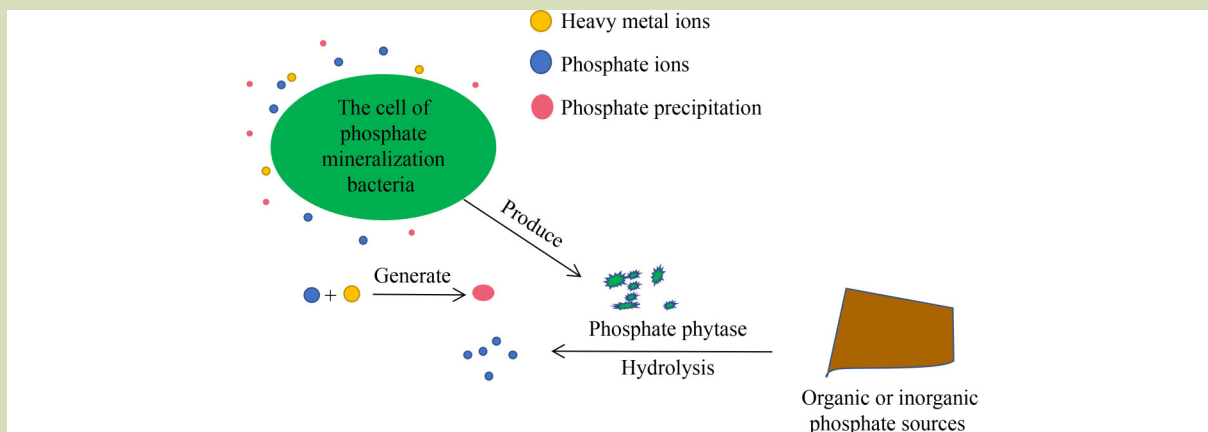 Heavy metal ions
Phosphate ions
Phosphate precipitation
The cell of
phosphate
mineralization
bacteria
Produce
Generate
+
Phosphate phytase
Hydrolysis
Organic or inorganic
phosphate sources